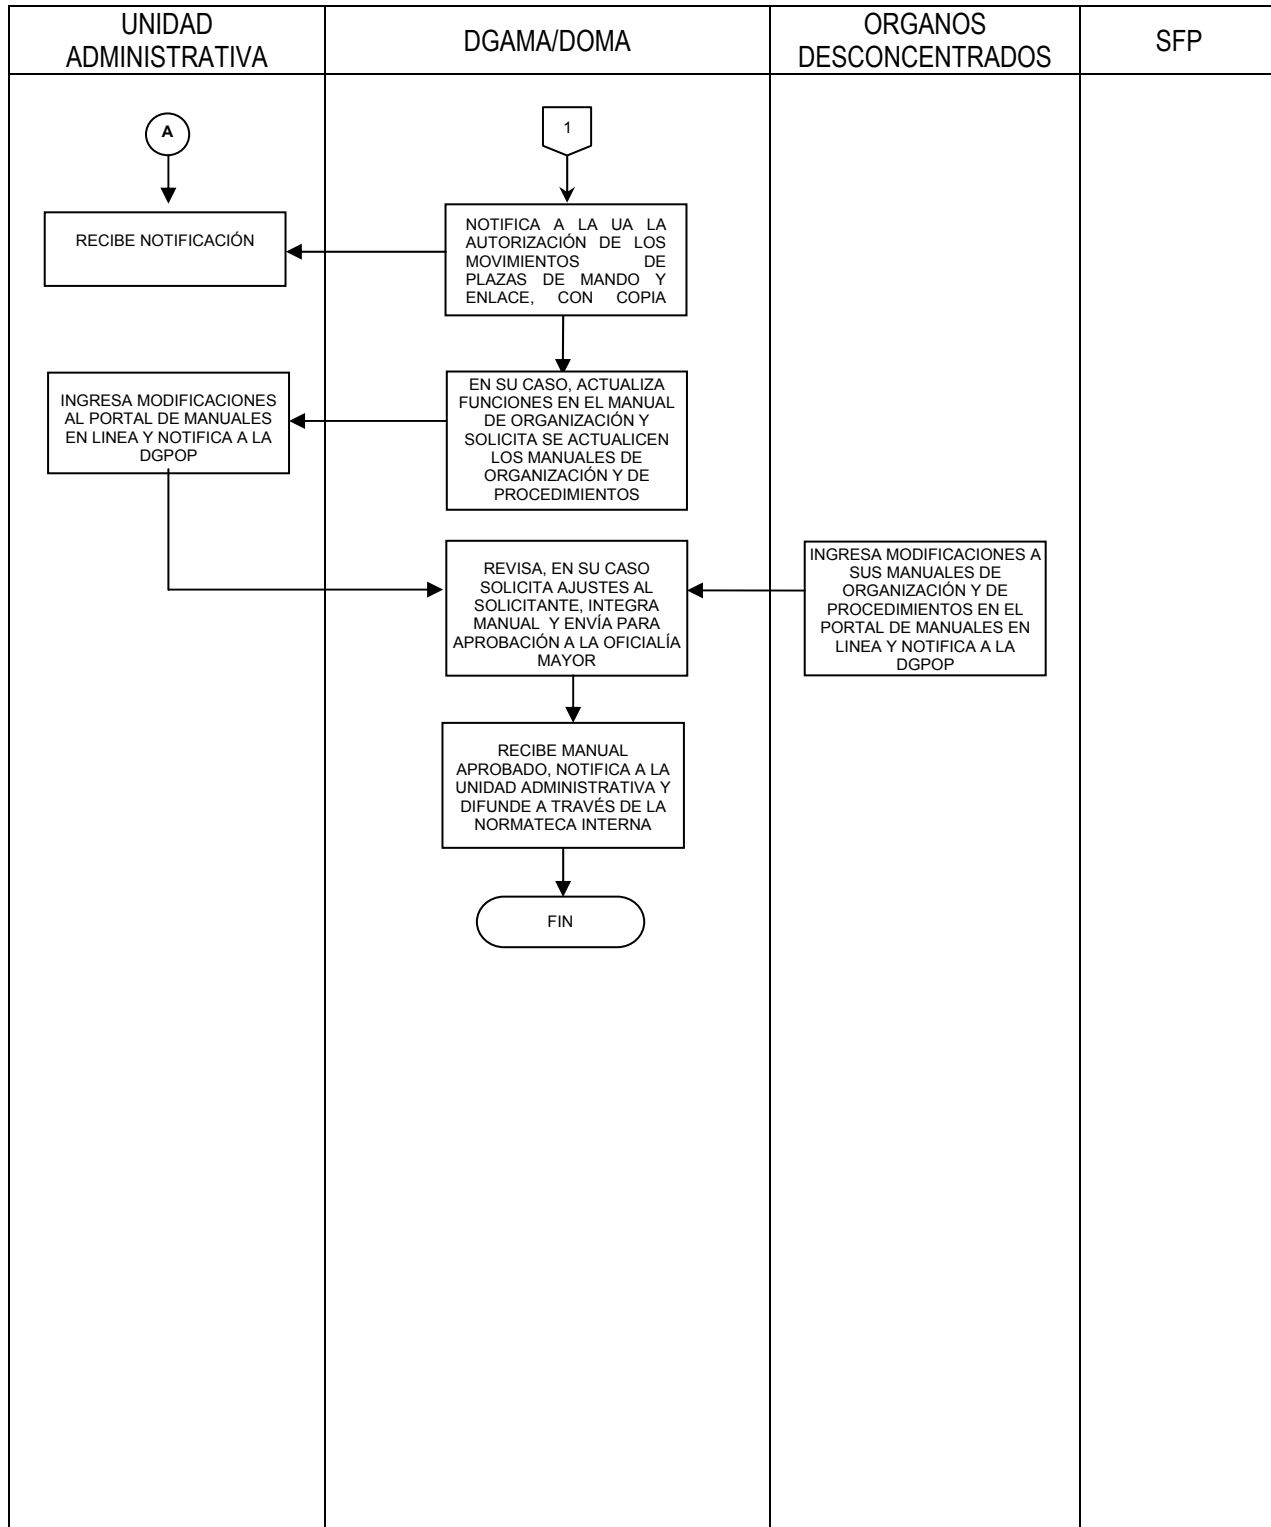 UNIDAD
ADMINISTRATIVA
DGAMA/DOMA
ORGANOS
DESCONCENTRADOS
SFP
A
1
RECIBE NOTIFICACIÓN
NOTIFICA A LA UA LA
AUTORIZACIÓN DE LOS
MOVIMIENTOS DE
PLAZAS DE MANDO Y
ENLACE, CON COPIA
INGRESA MODIFICACIONES
AL PORTAL DE MANUALES
EN LINEA Y NOTIFICA A LA
DGPOP
EN SU CASO, ACTUALIZA
FUNCIONES EN EL MANUAL
DE ORGANIZACIÓN Y
SOLICITA SE ACTUALICEN
LOS MANUALES DE
ORGANIZACIÓN Y DE
PROCEDIMIENTOS
REVISA, EN SU CASO
SOLICITA AJUSTES AL
SOLICITANTE, INTEGRA
MANUAL Y ENVÍA PARA
APROBACIÓN A LA OFICIALÍA
MAYOR
INGRESA MODIFICACIONES A
SUS MANUALES DE
ORGANIZACIÓN Y DE
PROCEDIMIENTOS EN EL
PORTAL DE MANUALES EN
LINEA Y NOTIFICA A LA
DGPOP
RECIBE MANUAL
APROBADO, NOTIFICA A LA
UNIDAD ADMINISTRATIVA Y
DIFUNDE A TRAVÉS DE LA
NORMATECA INTERNA
FIN